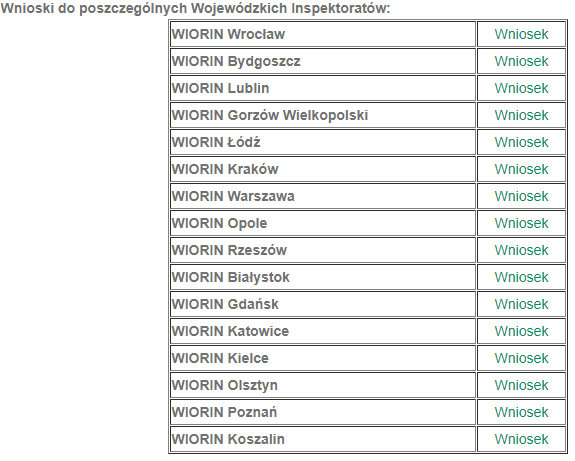 Wnioski do poszczególnych Wojewódzkich Inspektoratów:
WIORIN Wrocław Wniosek
WIORIN Bydgoszcz Wniosek
WIORIN Lublin Wniosek
WIORIN Gorzów Wielkopolski Wniosek
WIORIN Łódź Wniosek
WIORIN Kraków Wniosek
WIORIN Warszawa Wniosek
WIORIN Opole Wniosek
WIORIN Rzeszów Wniosek
WIORIN Białystok Wniosek
WIORIN Gdańsk Wniosek
WIORIN Katowice Wniosek
WIORIN Kielce Wniosek
WIORIN Olsztyn Wniosek
WIORIN Poznań Wniosek
WIORIN Koszalin Wniosek